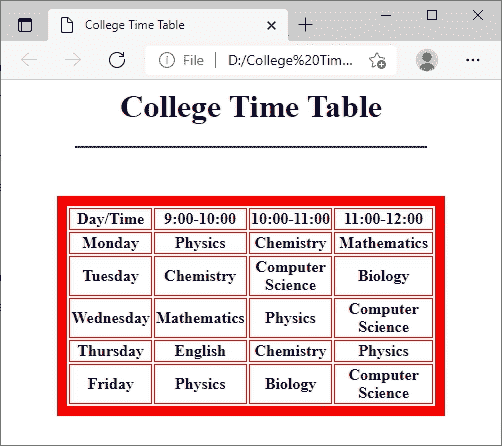 College Time Table
File D:/College%20Tim...
College Time Table
Day/Time 9:00-10:00 10:00-11:00 11:00-12:00
Monday Physics Chemistry Mathematics
Tuesday Chemistry Computer Science Biology
Wednesday Mathematics Physics Computer Science
Thursday English Chemistry Physics
Friday Physics Biology Computer Science